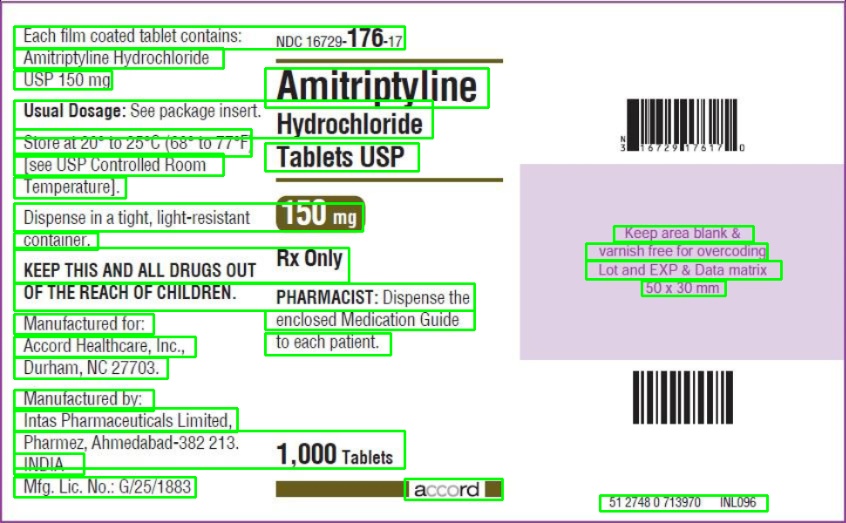 Each film coated tablet contains:
Amitriptyline Hydrochloride
USP 150 mg
Usual Dosage: See package insert.
Store at 20° to 25°C (68° to 77°F)
[see USP Controlled Room
Temperature].
Dispense in a tight, light-resistant
container.
KEEP THIS AND ALL DRUGS OUT
OF THE REACH OF CHILDREN.
Manufactured for:
Accord Healthcare, Inc.,
Durham, NC 27703.
Manufactured by:
Intas Pharmaceuticals Limited,
Pharmez, Ahmedabad-382 213.
INDIA
Mfg. Lic. No.: G/25/1883
NDC 16729-176-17
Amitriptyline
Hydrochloride
Tablets USP
150 mg
Rx Only
PHARMACIST: Dispense the
enclosed Medication Guide
to each patient.
1,000 Tablets
accord
N
3 16729 17617 0
Keep area blank &
varnish free for overcoding
Lot and EXP & Data matrix
50 x 30 mm
51 2748 0 713970 INL096